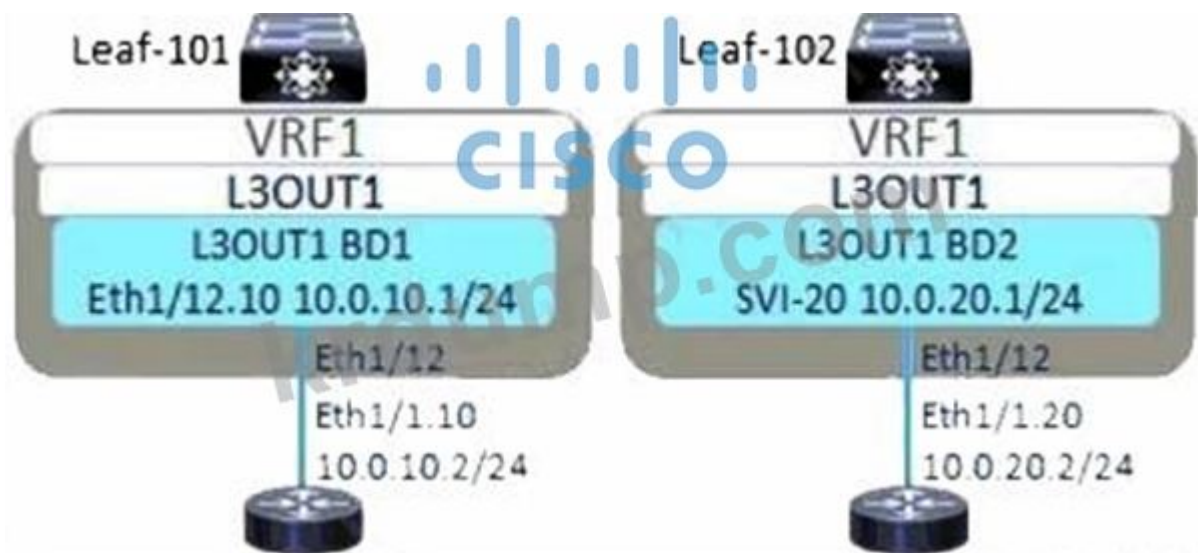 Leaf-101
Leaf-102
CISCO
VRF1
L3OUT1
L3OUT1 BD1
Eth1/12.10 10.0.10.1/24
Eth1/12
Eth1/1.10
10.0.10.2/24
VRF1
L3OUT1
L3OUT1 BD2
SVI-20 10.0.20.1/24
Eth1/12
Eth1/1.20
10.0.20.2/24